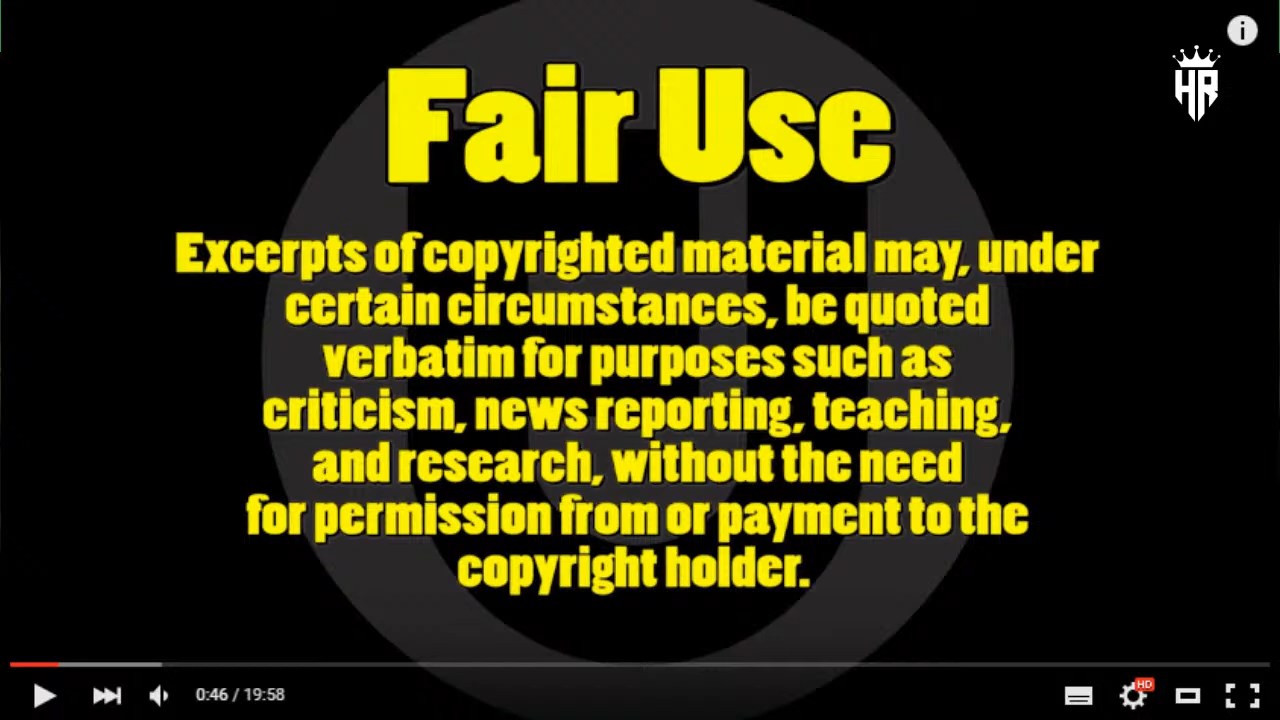 i
HR
Fair Use
Excerpts of copyrighted material may, under
certain circumstances, be quoted
verbatim for purposes such as
criticism, news reporting, teaching,
and research, without the need
for permission from or payment to the
copyright holder.
0:46 / 19:58
HD